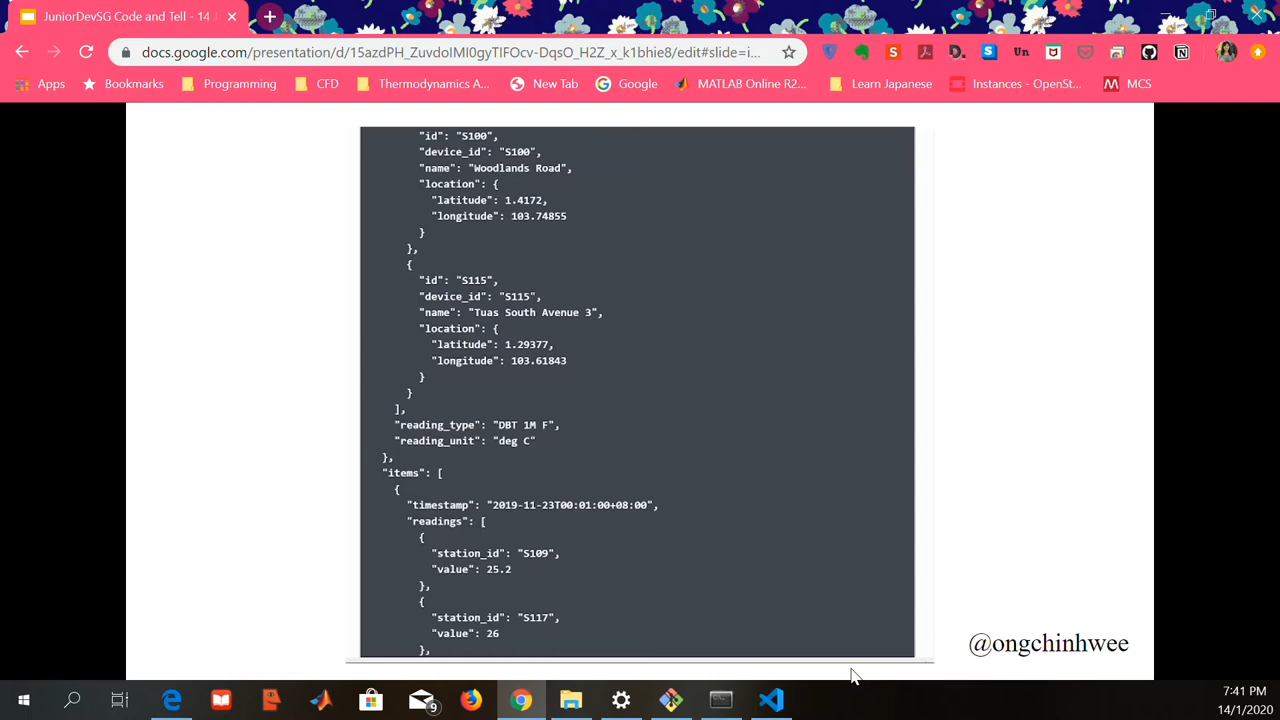 JuniorDevSG Code and Tell - 14
docs.google.com/presentation/d/15azdPH_ZuvdoIMI0gyTIFOcv-DqsO_H2Z_x_k1bhie8/edit#slide=i...
Apps Bookmarks Programming CFD Thermodynamics A... New Tab Google MATLAB Online R2... Learn Japanese Instances - OpenSt... MCS
"id": "S100",
"device_id": "S100",
"name": "Woodlands Road",
"location": {
"latitude": 1.4172,
"longitude": 103.74855
}
},
{
"id": "S115",
"device_id": "S115",
"name": "Tuas South Avenue 3",
"location": {
"latitude": 1.29377,
"longitude": 103.61843
}
}
],
"reading_type": "DBT 1M F",
"reading_unit": "deg C"
},
"items": [
{
"timestamp": "2019-11-23T00:01:00+08:00",
"readings": [
{
"station_id": "S109",
"value": 25.2
},
{
"station_id": "S117",
"value": 26
},
@ongchinhwee
9
7:41 PM
14/1/2020